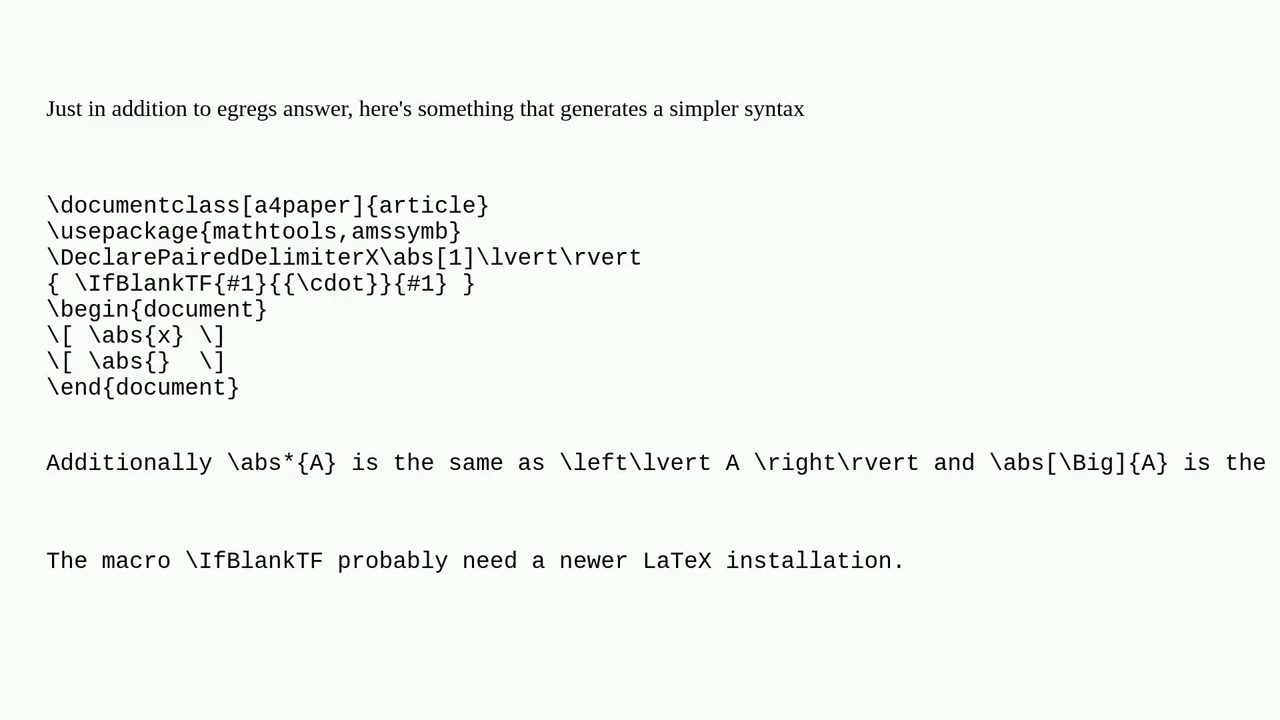 Just in addition to egregs answer, here's something that generates a simpler syntax
\documentclass[a4paper]{article}
\usepackage{mathtools,amssymb}
\DeclarePairedDelimiterX\abs[1]\lvert\rvert
{ \IfBlankTF{#1}{{\cdot}}{#1} }
\begin{document}
\[ \abs{x} \]
\[ \abs{}  \]
\end{document}
Additionally \abs*{A} is the same as \left\lvert A \right\rvert and \abs[\Big]{A} is the
The macro \IfBlankTF probably need a newer LaTeX installation.